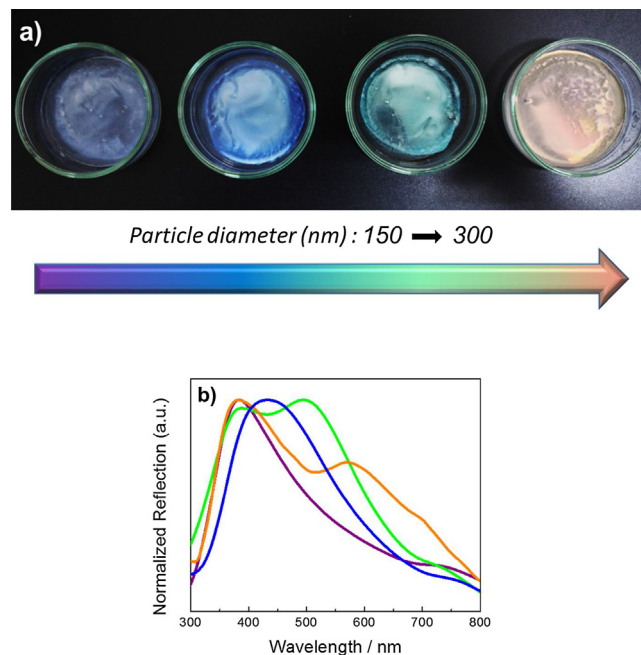 a)
Particle diameter (nm) : 150 → 300
b)
Normalized Reflection (a.u.)
300 400 500 600 700 800
Wavelength / nm